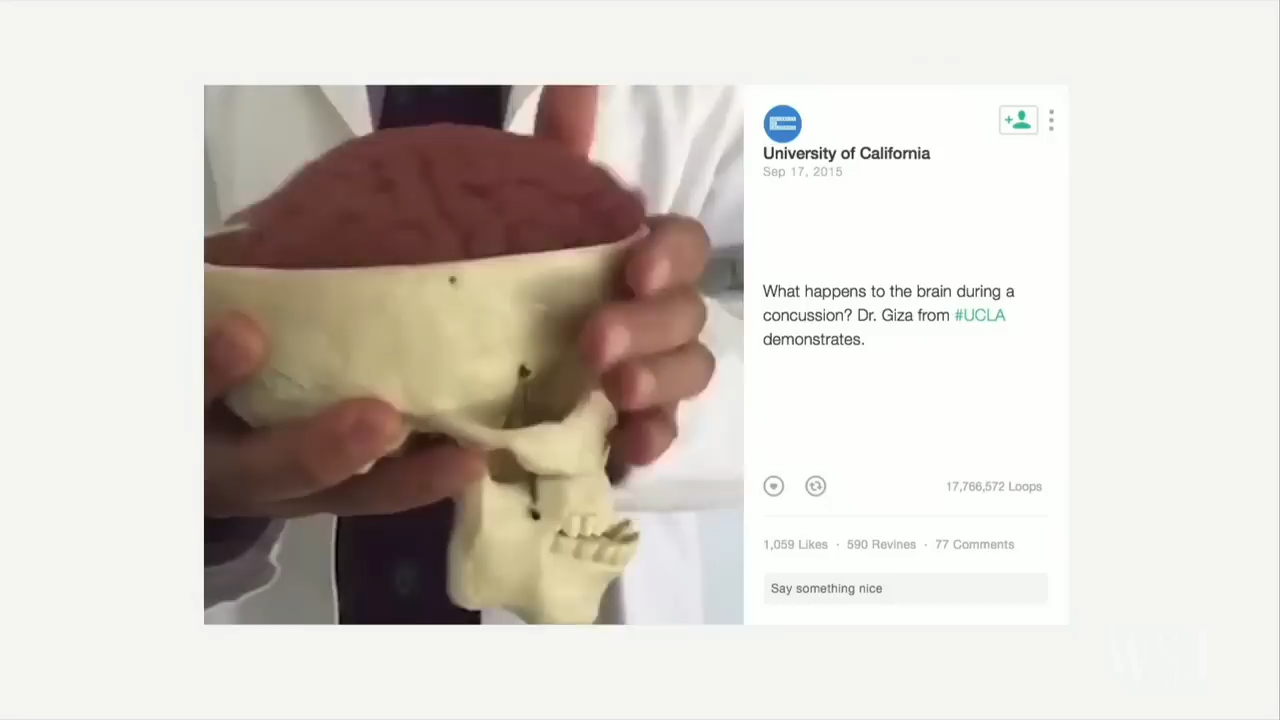 University of California
Sep 17, 2015
What happens to the brain during a
concussion? Dr. Giza from #UCLA
demonstrates.
17,766,572 Loops
1,059 Likes · 590 Revines · 77 Comments
Say something nice
WSJ